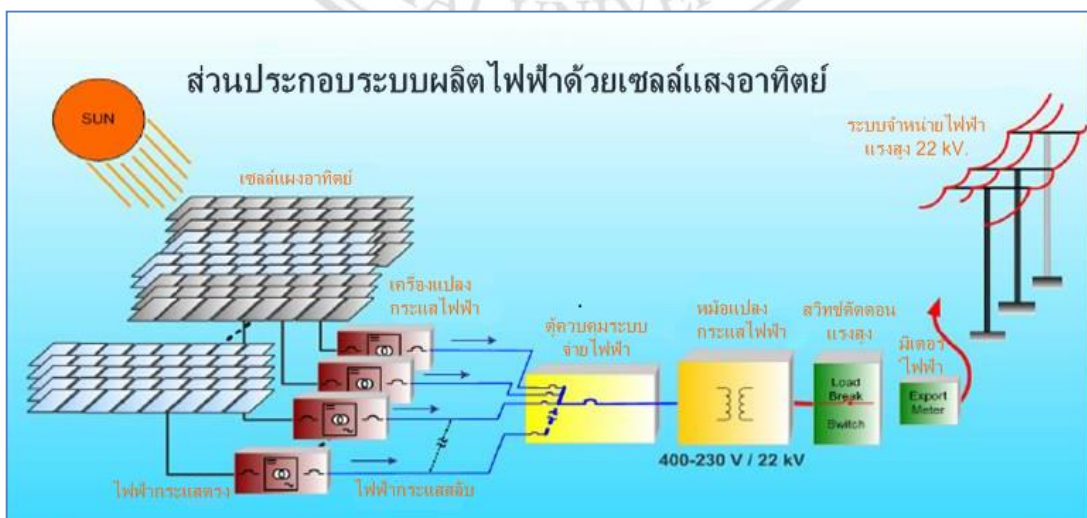 ส่วนประกอบระบบผลิตไฟฟ้าด้วยเซลล์แสงอาทิตย์
SUN
ระบบจำหน่ายไฟฟ้า
แรงสูง 22 kV.
เซลล์แผงอาทิตย์
เครื่องแปลง
กระแสไฟฟ้า
ตู้ควบคุมระบบ
จ่ายไฟฟ้า
หม้อแปลง
กระแสไฟฟ้า
สวิทช์ตัดตอน
แรงสูง
มิเตอร์
ไฟฟ้า
Load
Break
Switch
Export
Meter
400-230 V / 22 kV
ไฟฟ้ากระแสตรง
ไฟฟ้ากระแสสลับ